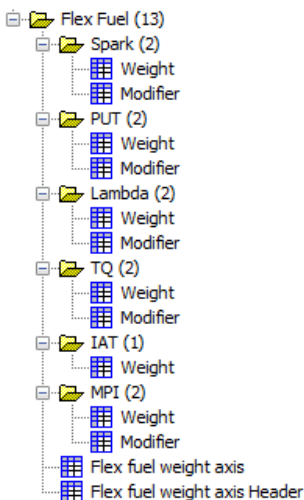 Flex Fuel (13)
Spark (2)
Weight
Modifier
PUT (2)
Weight
Modifier
Lambda (2)
Weight
Modifier
TQ (2)
Weight
Modifier
IAT (1)
Weight
MPI (2)
Weight
Modifier
Flex fuel weight axis
Flex fuel weight axis Header